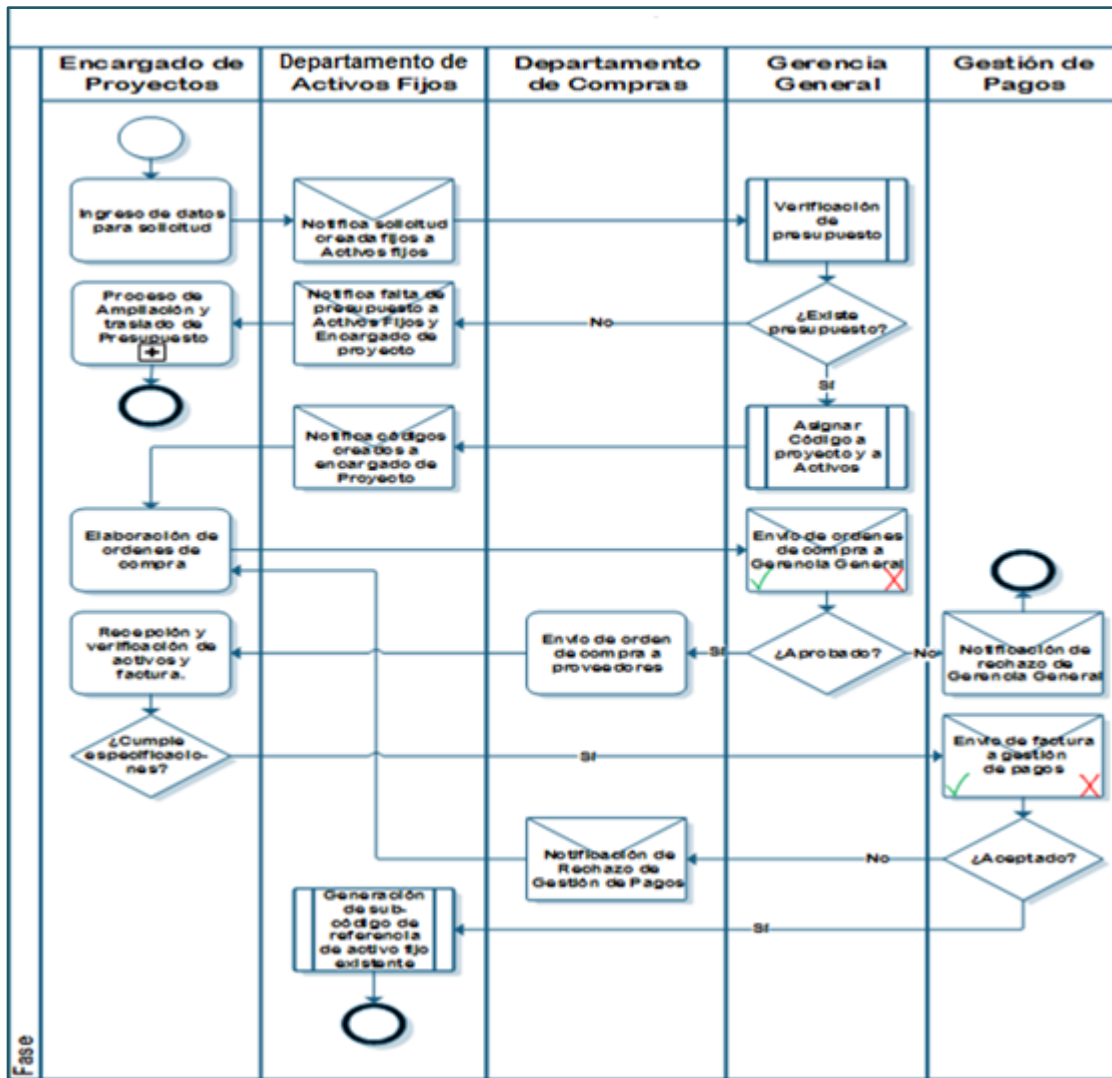 Encargado de
Proyectos
Departamento de
Activos Fijos
Departamento
de Compras
Gerencia
General
Gestión de
Pagos
Ingreso de datos
para solicitud
Notifica solicitud
creada fijos a
Activos fijos
Verificación
de
presupuesto
Proceso de
Ampliación y
traslado de
Presupuesto
Notifica falta de
presupuesto a
Activos Fijos y
Encargado de
proyecto
No
¿Existe
presupuesto?
Sí
Notifica códigos
creados a
encargado de
Proyecto
Asignar
Código a
proyecto y a
Activos
Elaboración de
ordenes de
compra
Envío de ordenes
de compra a
Gerencia General
Recepción y
verificación de
activos y
factura.
Envío de orden
de compra a
proveedores
Sí
¿Aprobado?
No
Notificación de
rechazo de
Gerencia General
¿Cumple
especificacio-
nes?
Sí
Envío de factura
a gestión
de pagos
Notificación de
Rechazo de
Gestión de Pagos
No
¿Aceptado?
Generación
de sub-
código de
referencia
de activo fijo
existente
Sí
Fase